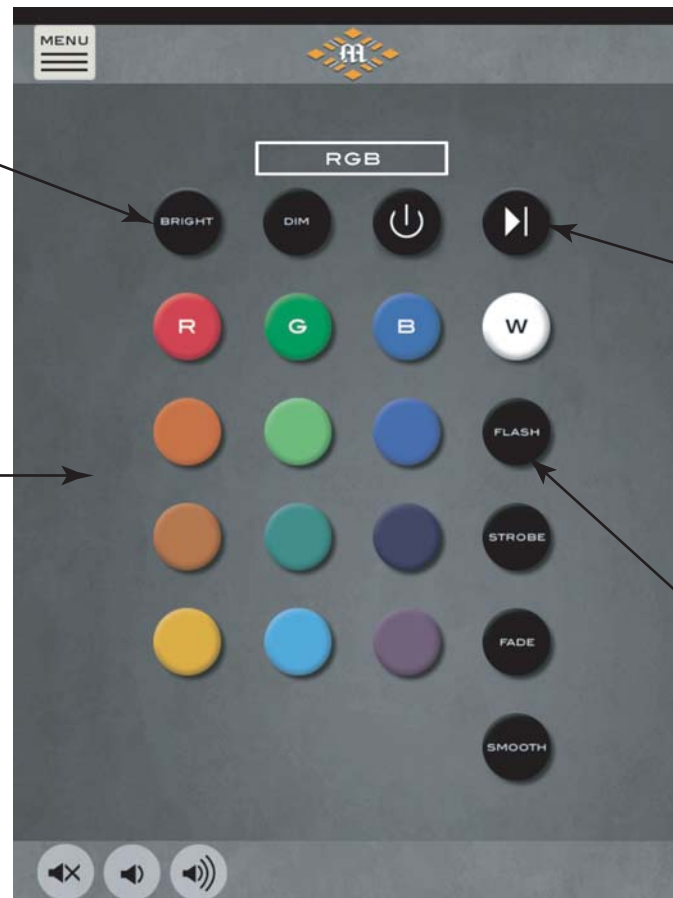 MENU
M
RGB
BRIGHT DIM
R G B W
FLASH
STROBE
FADE
SMOOTH